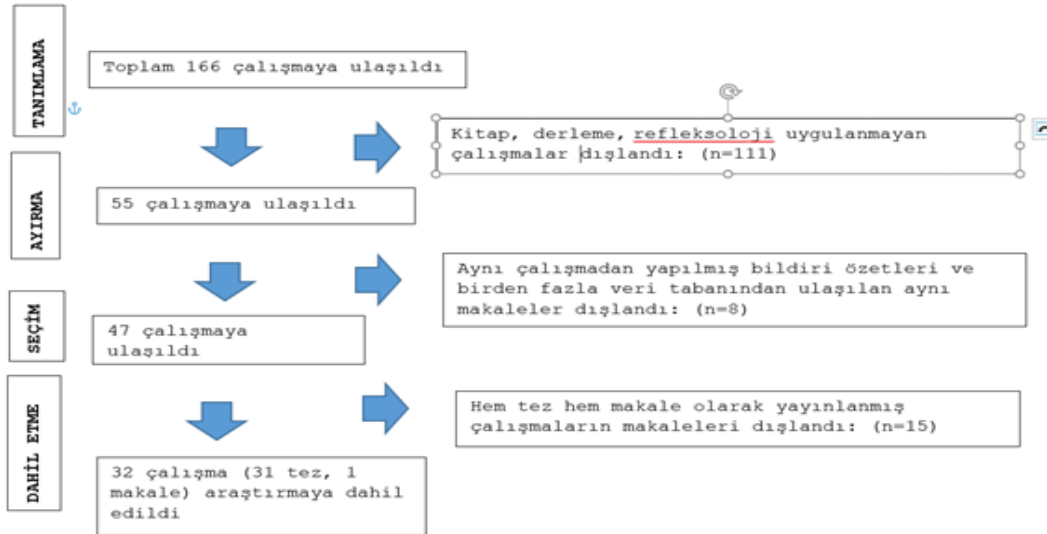 TANIMLAMA
Toplam 166 çalışmaya ulaşıldı
Kitap, derleme, refleksoloji uygulanmayan
çalışmalar dışlandı: (n=111)
AYIRMA
55 çalışmaya ulaşıldı
Aynı çalışmadan yapılmış bildiri özetleri ve
birden fazla veri tabanından ulaşılan aynı
makaleler dışlandı: (n=8)
SEÇİM
47 çalışmaya
ulaşıldı
Hem tez hem makale olarak yayınlanmış
çalışmaların makaleleri dışlandı: (n=15)
DAHİL ETME
32 çalışma (31 tez, 1
makale) araştırmaya dahil
edildi